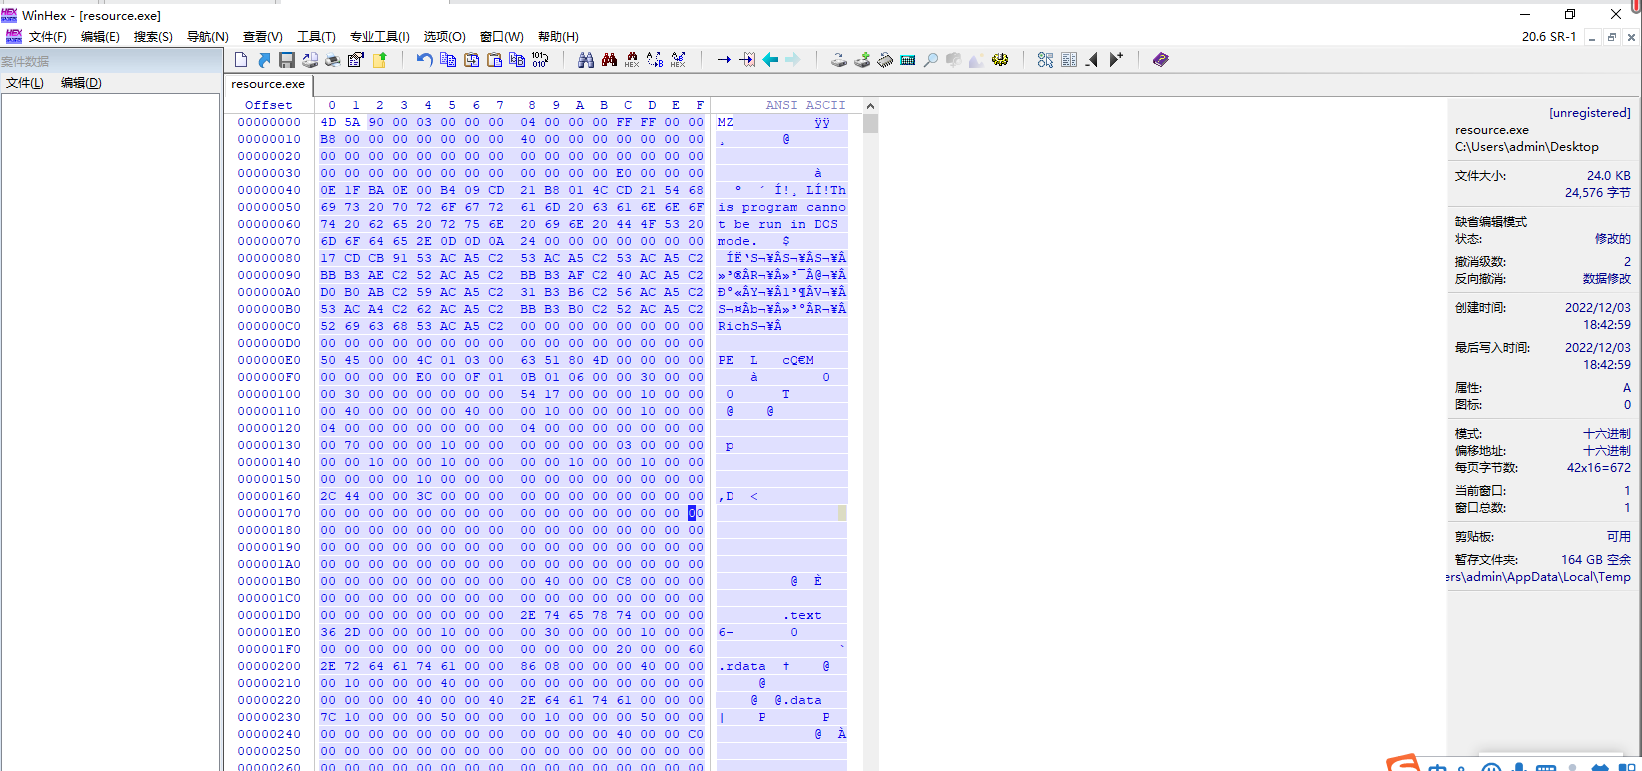 WinHex - [resource.exe]
文件(F) 编辑(E) 搜索(S) 导航(N) 查看(V) 工具(T) 专业工具(I) 选项(O) 窗口(W) 帮助(H) 20.6 SR-1
案件数据
文件(L) 编辑(D)
resource.exe
Offset 0 1 2 3 4 5 6 7 8 9 A B C D E F ANSI ASCII
00000000 4D 5A 90 00 03 00 00 00 04 00 00 00 FF FF 00 00 MZ ÿÿ
00000010 B8 00 00 00 00 00 00 00 40 00 00 00 00 00 00 00 ¸ @
00000020 00 00 00 00 00 00 00 00 00 00 00 00 00 00 00 00
00000030 00 00 00 00 00 00 00 00 00 00 00 00 E0 00 00 00 à
00000040 0E 1F BA 0E 00 B4 09 CD 21 B8 01 4C CD 21 54 68 º ´ Í!¸ LÍ!Th
00000050 69 73 20 70 72 6F 67 72 61 6D 20 63 61 6E 6E 6F is program canno
00000060 74 20 62 65 20 72 75 6E 20 69 6E 20 44 4F 53 20 t be run in DOS
00000070 6D 6F 64 65 2E 0D 0D 0A 24 00 00 00 00 00 00 00 mode. $
00000080 17 CD CB 91 53 AC A5 C2 53 AC A5 C2 53 AC A5 C2 ÍË‘S¬¥ÂS¬¥ÂS¬¥Â
00000090 BB B3 AE C2 52 AC A5 C2 BB B3 AF C2 40 AC A5 C2 »³®ÂR¬¥Â»³¯Â@¬¥Â
000000A0 D0 B0 AB C2 59 AC A5 C2 31 B3 B6 C2 56 AC A5 C2 Ð°«ÂY¬¥Â1³¶ÂV¬¥Â
000000B0 53 AC A4 C2 62 AC A5 C2 BB B3 B0 C2 52 AC A5 C2 S¬¤Âb¬¥Â»³°ÂR¬¥Â
000000C0 52 69 63 68 53 AC A5 C2 00 00 00 00 00 00 00 00 RichS¬¥Â
000000D0 00 00 00 00 00 00 00 00 00 00 00 00 00 00 00 00
000000E0 50 45 00 00 4C 01 03 00 63 51 80 4D 00 00 00 00 PE L cQ€M
000000F0 00 00 00 00 E0 00 0F 01 0B 01 06 00 00 30 00 00 à 0
00000100 00 30 00 00 00 00 00 00 54 17 00 00 00 10 00 00 0 T
00000110 00 40 00 00 00 00 40 00 00 10 00 00 00 10 00 00 @ @
00000120 04 00 00 00 00 00 00 00 04 00 00 00 00 00 00 00
00000130 00 70 00 00 00 10 00 00 00 00 00 00 03 00 00 00 p
00000140 00 00 10 00 00 10 00 00 00 00 10 00 00 10 00 00
00000150 00 00 00 00 10 00 00 00 00 00 00 00 00 00 00 00
00000160 2C 44 00 00 3C 00 00 00 00 00 00 00 00 00 00 00 ,D <
00000170 00 00 00 00 00 00 00 00 00 00 00 00 00 00 00 00
00000180 00 00 00 00 00 00 00 00 00 00 00 00 00 00 00 00
00000190 00 00 00 00 00 00 00 00 00 00 00 00 00 00 00 00
000001A0 00 00 00 00 00 00 00 00 00 00 00 00 00 00 00 00
000001B0 00 00 00 00 00 00 00 00 00 40 00 00 C8 00 00 00 @ È
000001C0 00 00 00 00 00 00 00 00 00 00 00 00 00 00 00 00
000001D0 00 00 00 00 00 00 00 00 2E 74 65 78 74 00 00 00 .text
000001E0 36 2D 00 00 00 10 00 00 00 30 00 00 00 10 00 00 6- 0
000001F0 00 00 00 00 00 00 00 00 00 00 00 00 20 00 00 60 `
00000200 2E 72 64 61 74 61 00 00 86 08 00 00 00 40 00 00 .rdata † @
00000210 00 10 00 00 00 40 00 00 00 00 00 00 00 00 00 00 @
00000220 00 00 00 00 40 00 00 40 2E 64 61 74 61 00 00 00 @ @.data
00000230 7C 10 00 00 00 50 00 00 00 10 00 00 00 50 00 00 | P P
00000240 00 00 00 00 00 00 00 00 00 00 00 00 40 00 00 C0 @ À
00000250 00 00 00 00 00 00 00 00 00 00 00 00 00 00 00 00
00000260 00 00 00 00 00 00 00 00 00 00 00 00 00 00 00 00
[unregistered]
resource.exe
C:\Users\admin\Desktop
文件大小: 24.0 KB
24,576 字节
缺省编辑模式
状态: 修改的
撤消级数: 2
反向撤消: 数据修改
创建时间: 2022/12/03
18:42:59
最后写入时间: 2022/12/03
18:42:59
属性: A
图标: 0
模式: 十六进制
偏移地址: 十六进制
每页字节数: 42x16=672
当前窗口: 1
窗口总数: 1
剪贴板: 可用
暂存文件夹: 164 GB 空余
ers\admin\AppData\Local\Temp